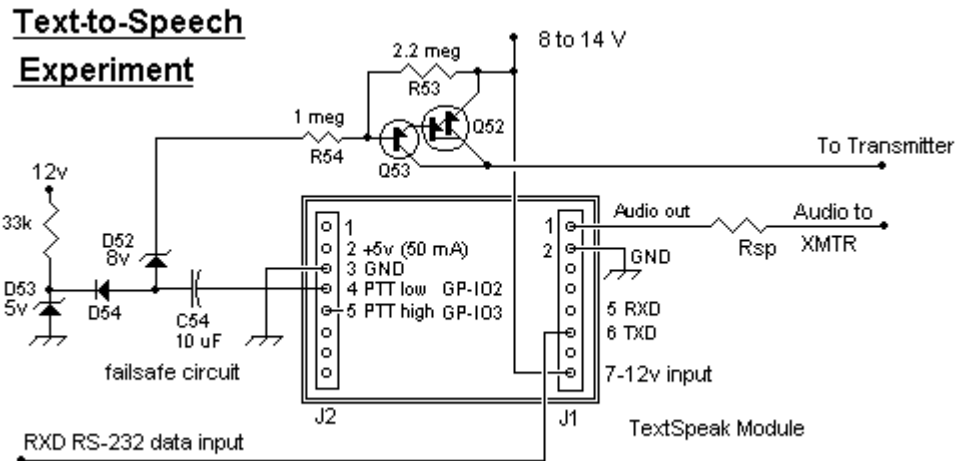 Text-to-Speech
Experiment
2.2 meg
R53
8 to 14 V
1 meg
R54
Q52
Q53
To Transmitter
12v
33k
D52
8v
D53
5v
D54
C54
10 uF
failsafe circuit
1
2 +5v (50 mA)
3 GND
4 PTT low GP-IO2
5 PTT high GP-IO3
J2
1
2
Audio out
GND
Rsp
Audio to
XMTR
5 RXD
6 TXD
7-12v input
J1
TextSpeak Module
RXD RS-232 data input